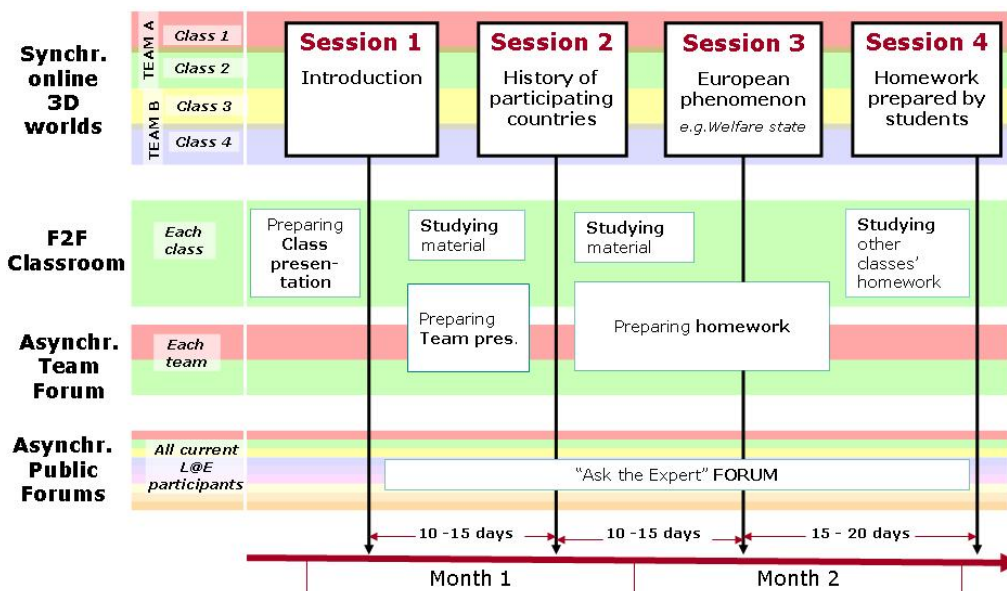 Synchr.
online
3D
worlds
TEAM A
TEAM B
Class 1
Class 2
Class 3
Class 4
Session 1
Introduction
Session 2
History of
participating
countries
Session 3
European
phenomenon
e.g.Welfare state
Session 4
Homework
prepared by
students
F2F
Classroom
Each
class
Preparing
Class
presen-
tation
Studying
material
Studying
material
Studying
other
classes'
homework
Preparing
Team pres.
Preparing homework
Asynchr.
Team
Forum
Each
team
Asynchr.
Public
Forums
All current
L@E
participants
“Ask the Expert” FORUM
10 -15 days
10 -15 days
15 - 20 days
Month 1
Month 2